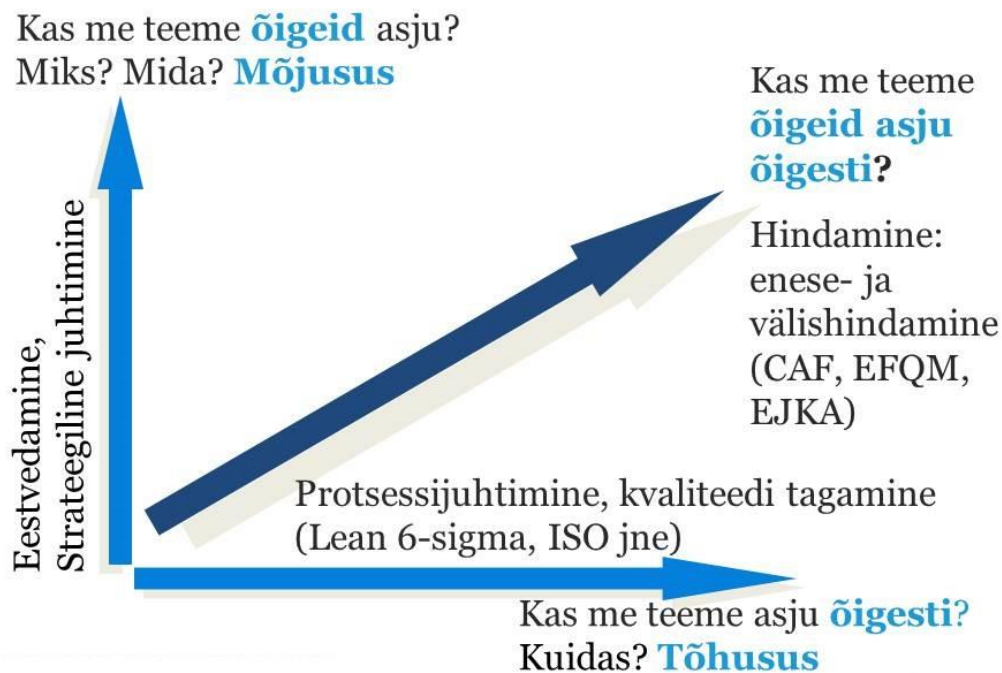 Kas me teeme õigeid asju?
Miks? Mida? Mõjusus
Kas me teeme
õigeid asju
õigesti?
Hindamine:
enese- ja
välishindamine
(CAF, EFQM,
EJKA)
Eestvedamine,
Strateegiline juhtimine
Protsessijuhtimine, kvaliteedi tagamine
(Lean 6-sigma, ISO jne)
Kas me teeme asju õigesti?
Kuidas? Tõhusus